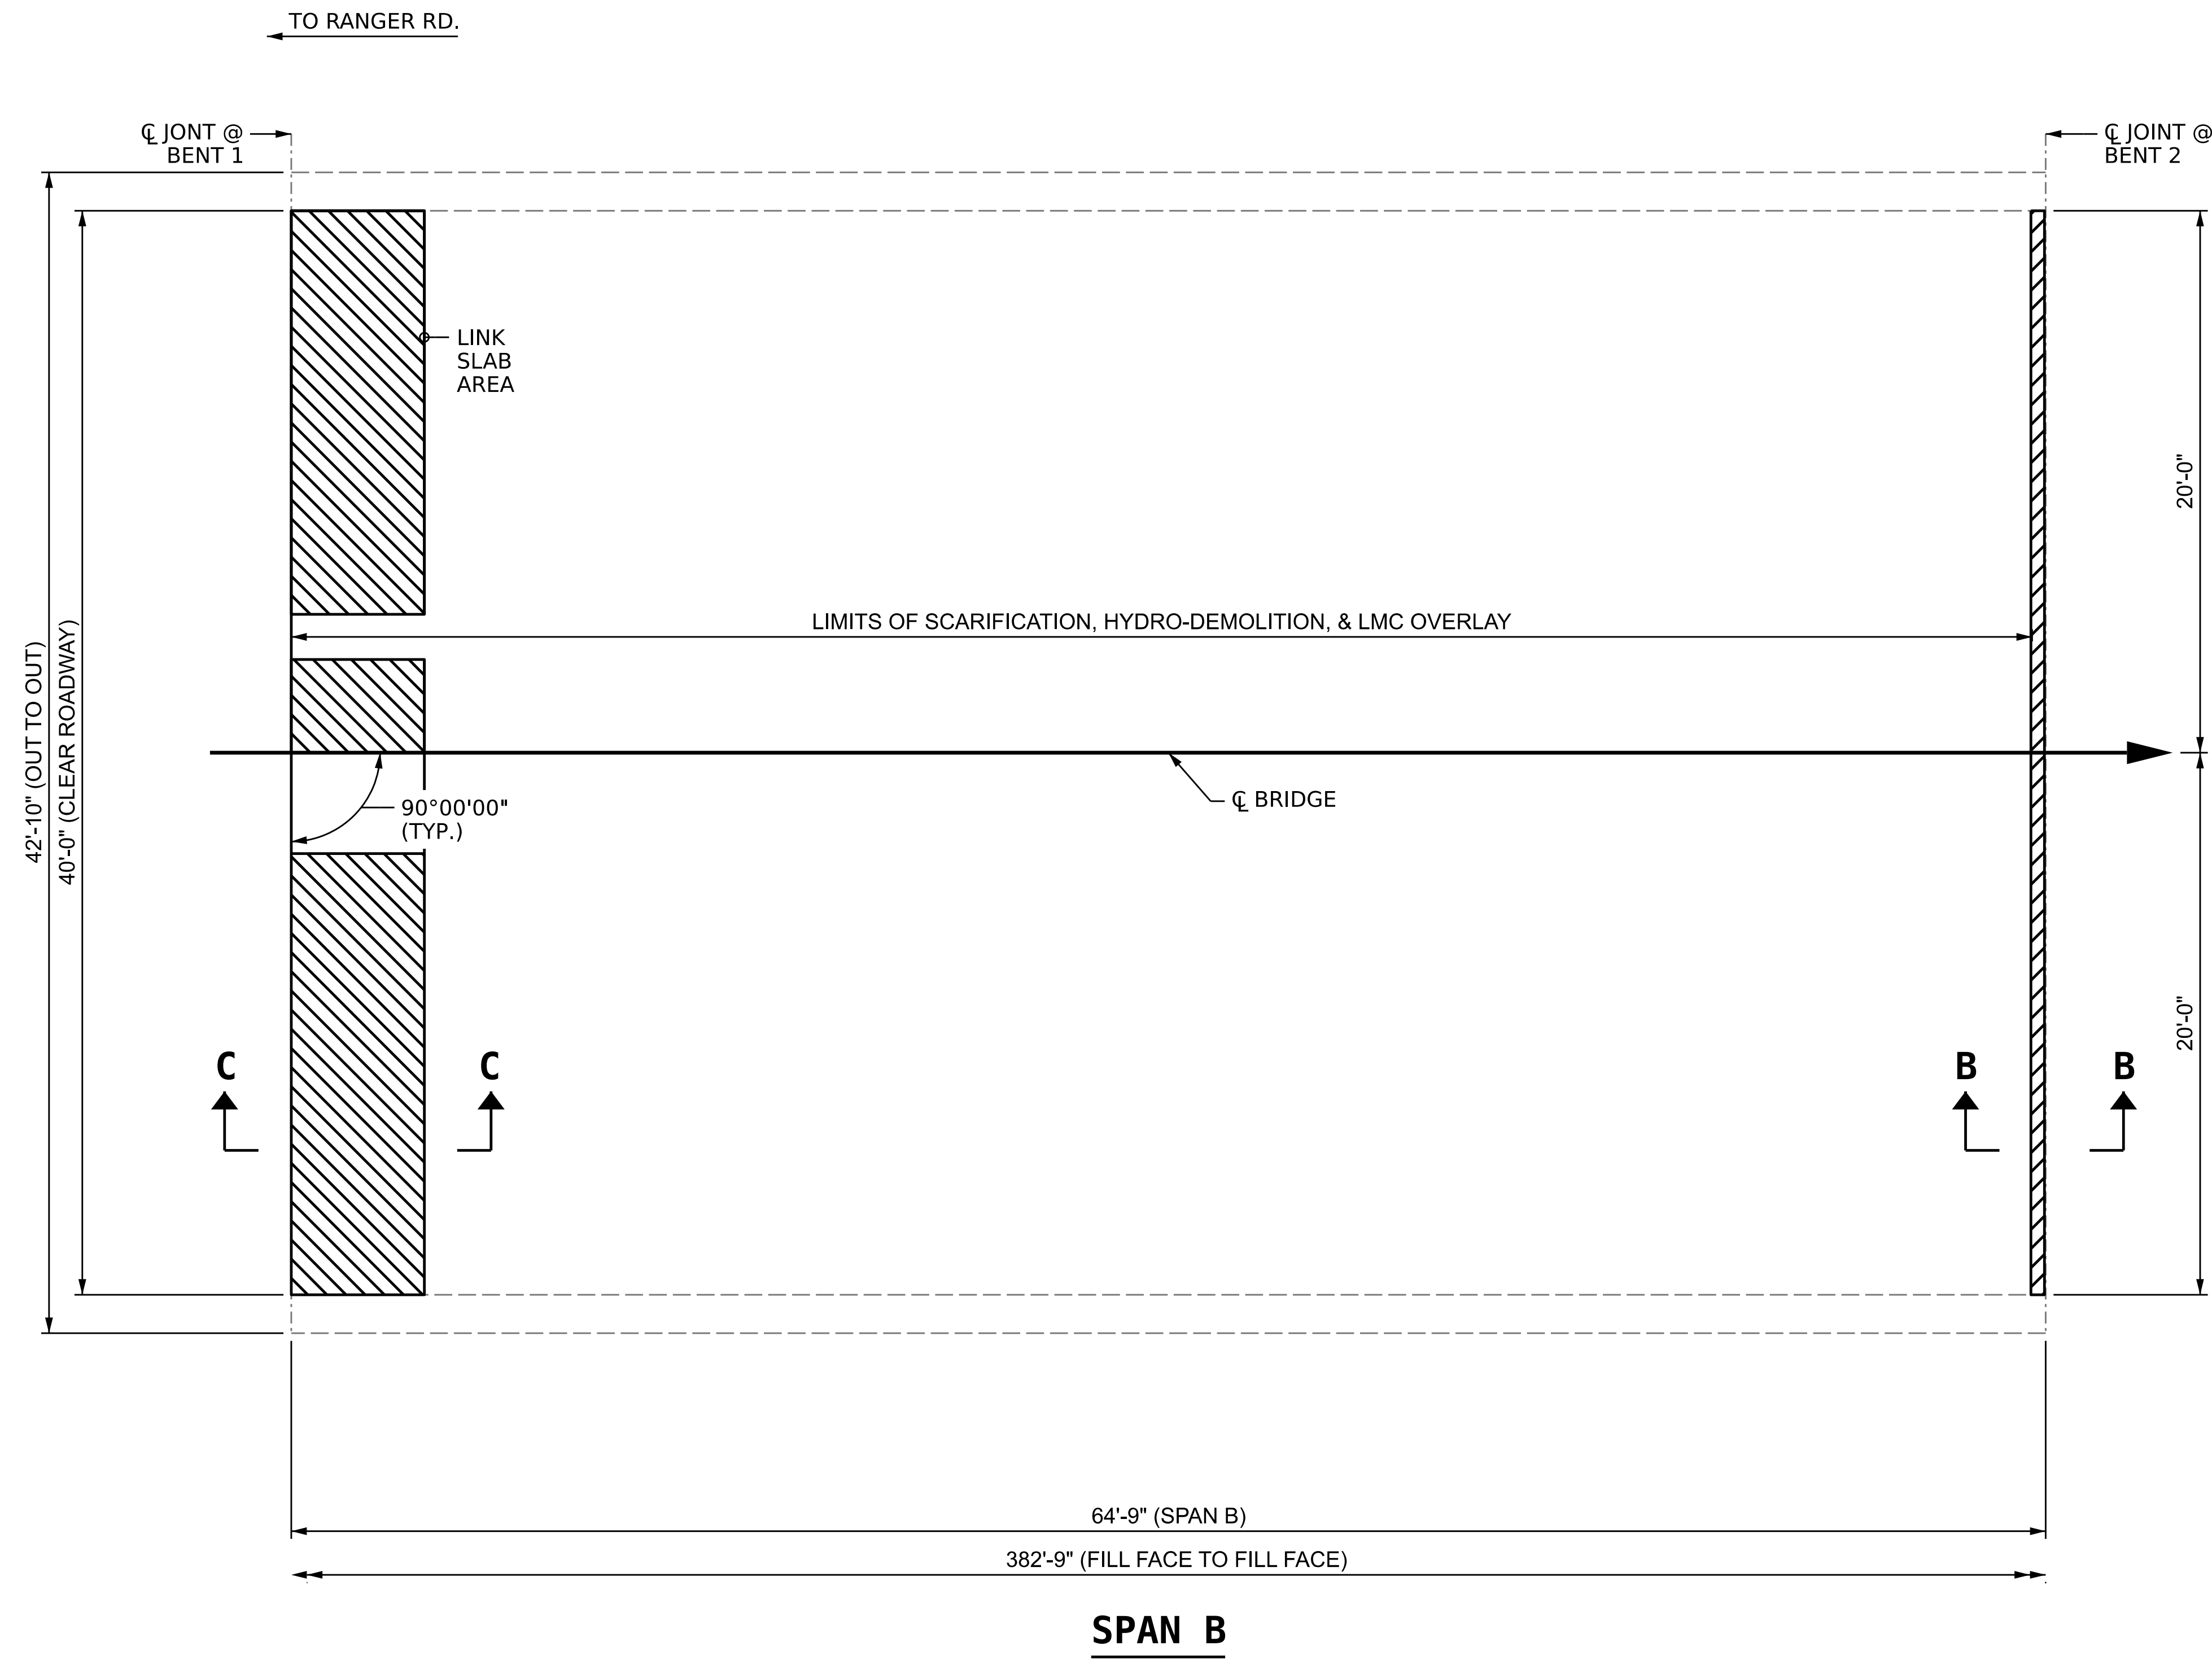 TO RANGER RD.
℄ JONT @
BENT 1
℄ JOINT @
BENT 2
LINK
SLAB
AREA
20'-0"
LIMITS OF SCARIFICATION, HYDRO-DEMOLITION, & LMC OVERLAY
42'-10" (OUT TO OUT)
40'-0" (CLEAR ROADWAY)
90°00'00"
(TYP.)
℄ BRIDGE
20'-0"
C
C
B
B
64'-9" (SPAN B)
382'-9" (FILL FACE TO FILL FACE)
SPAN B